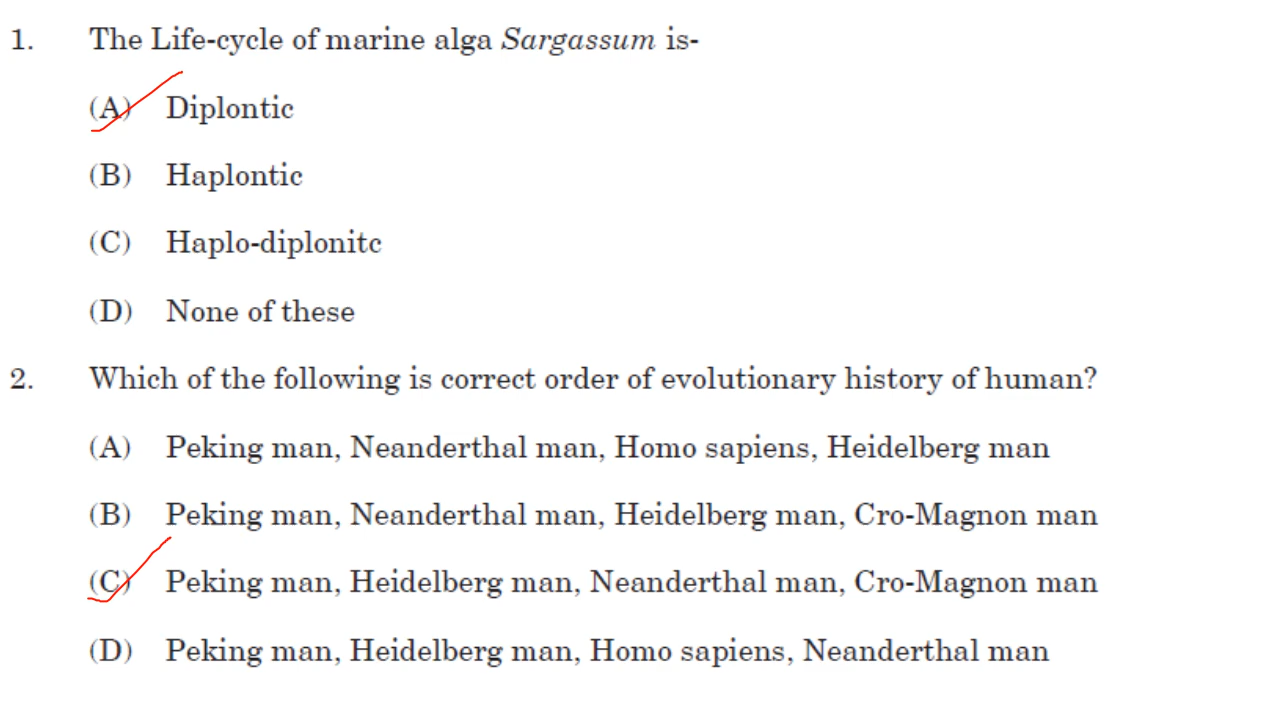 1. The Life-cycle of marine alga Sargassum is-
(A) Diplontic
(B) Haplontic
(C) Haplo-diplonitc
(D) None of these
2. Which of the following is correct order of evolutionary history of human?
(A) Peking man, Neanderthal man, Homo sapiens, Heidelberg man
(B) Peking man, Neanderthal man, Heidelberg man, Cro-Magnon man
(C) Peking man, Heidelberg man, Neanderthal man, Cro-Magnon man
(D) Peking man, Heidelberg man, Homo sapiens, Neanderthal man